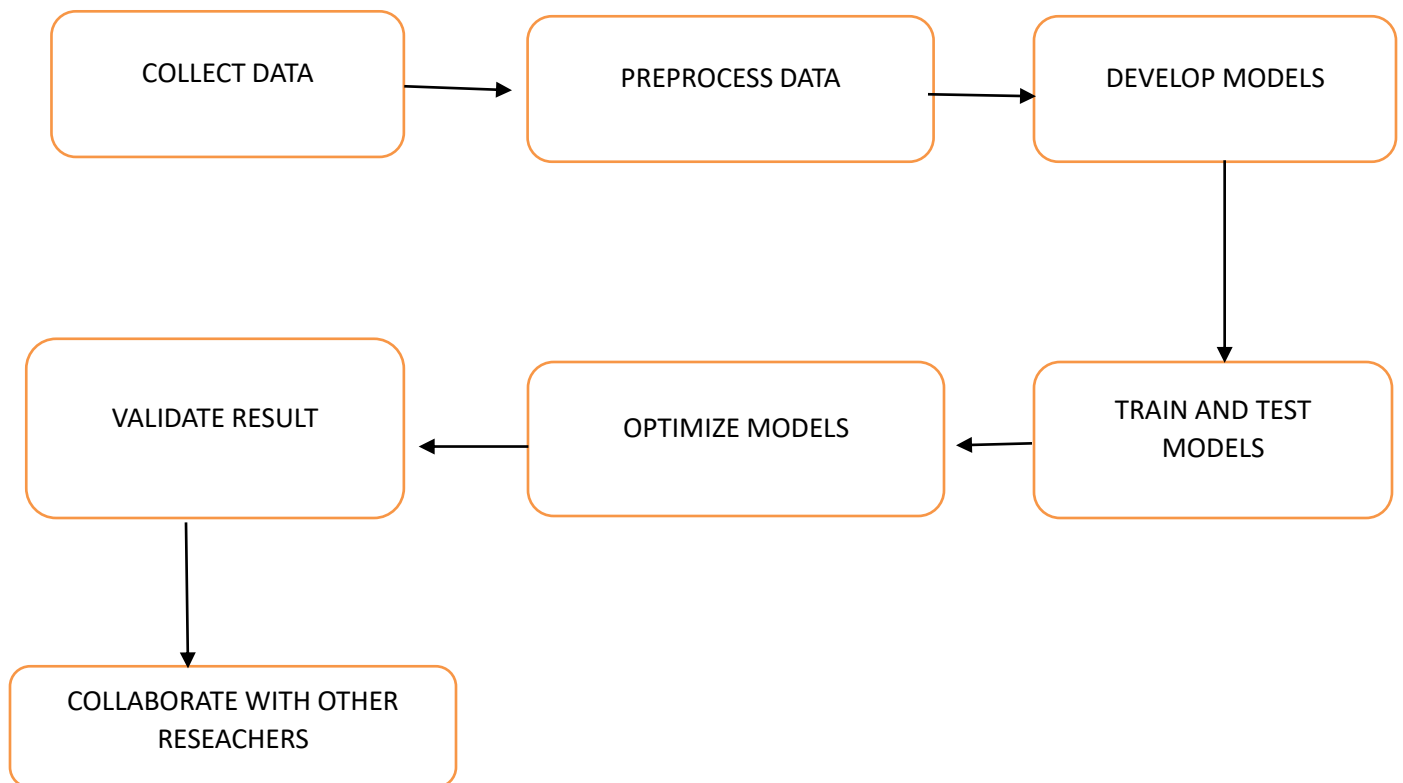 COLLECT DATA
PREPROCESS DATA
DEVELOP MODELS
TRAIN AND TEST
MODELS
OPTIMIZE MODELS
VALIDATE RESULT
COLLABORATE WITH OTHER
RESEACHERS